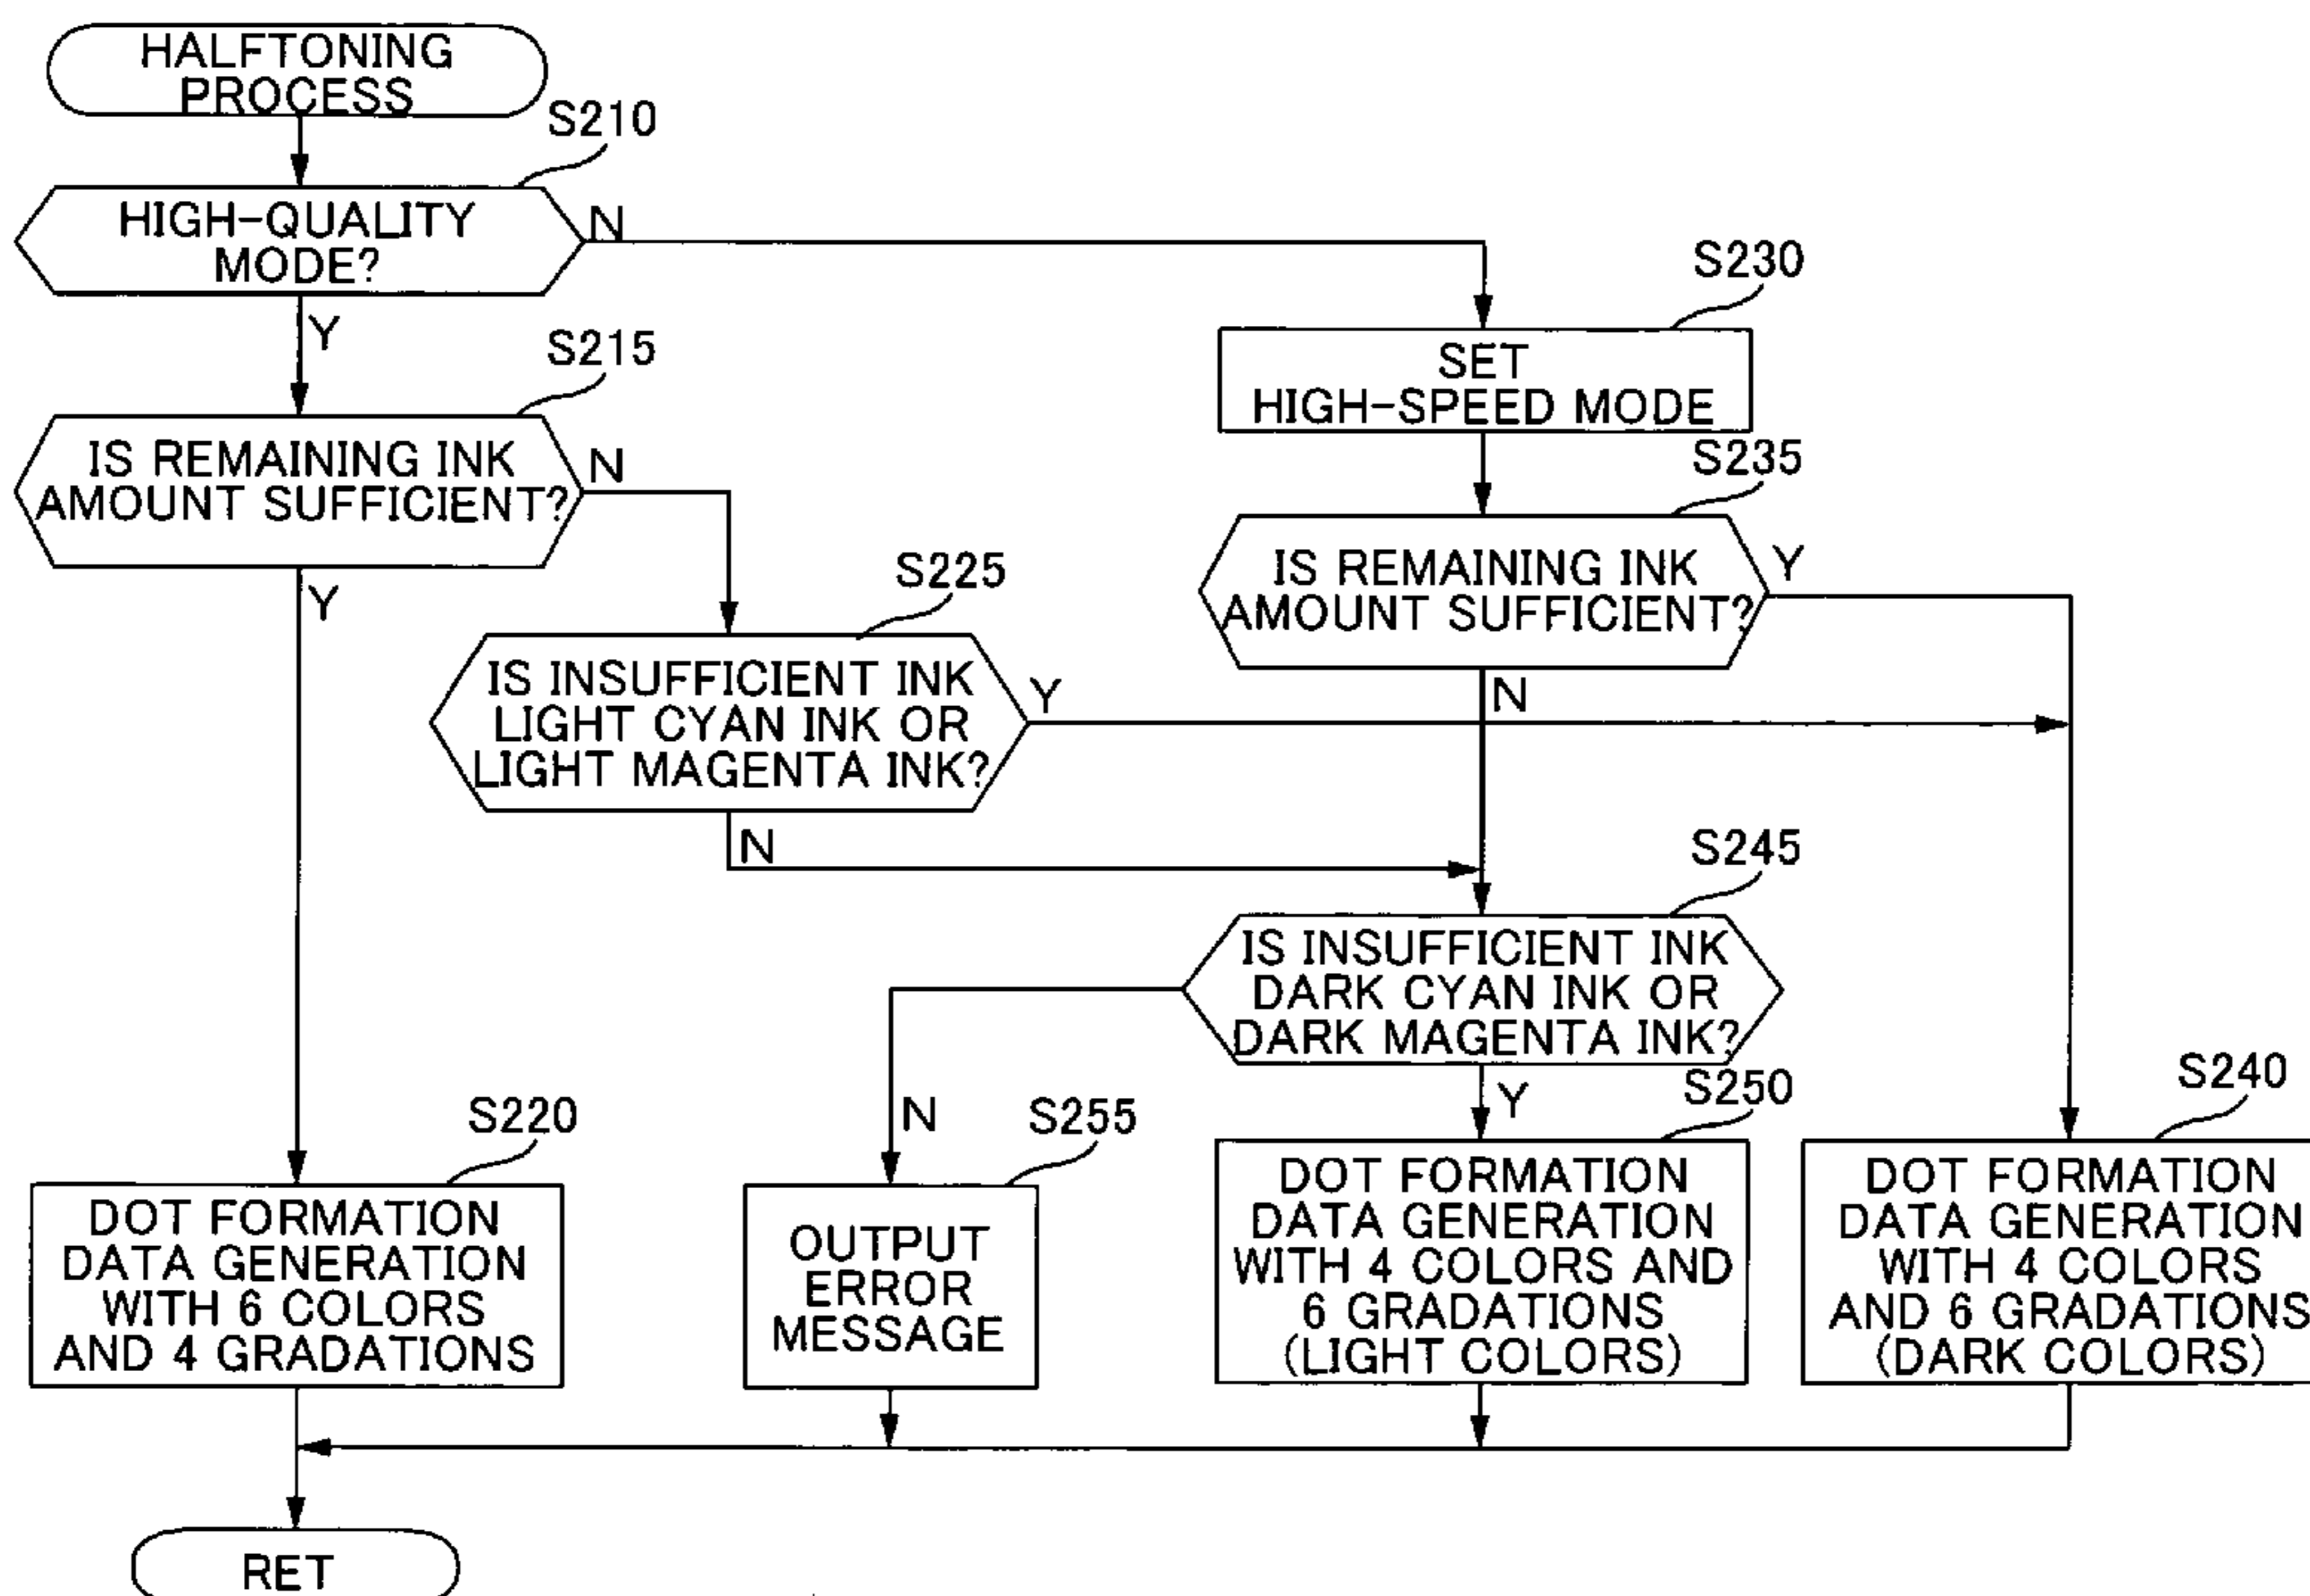 HALFTONING
PROCESS
S210
HIGH-QUALITY
MODE?
N
Y
S230
SET
HIGH-SPEED MODE
S215
IS REMAINING INK
AMOUNT SUFFICIENT?
N
Y
S235
IS REMAINING INK
AMOUNT SUFFICIENT?
Y
N
S225
IS INSUFFICIENT INK
LIGHT CYAN INK OR
LIGHT MAGENTA INK?
Y
N
S245
IS INSUFFICIENT INK
DARK CYAN INK OR
DARK MAGENTA INK?
N
Y
S220
DOT FORMATION
DATA GENERATION
WITH 6 COLORS
AND 4 GRADATIONS
S255
OUTPUT
ERROR
MESSAGE
S250
DOT FORMATION
DATA GENERATION
WITH 4 COLORS AND
6 GRADATIONS
(LIGHT COLORS)
S240
DOT FORMATION
DATA GENERATION
WITH 4 COLORS
AND 6 GRADATIONS
(DARK COLORS)
RET